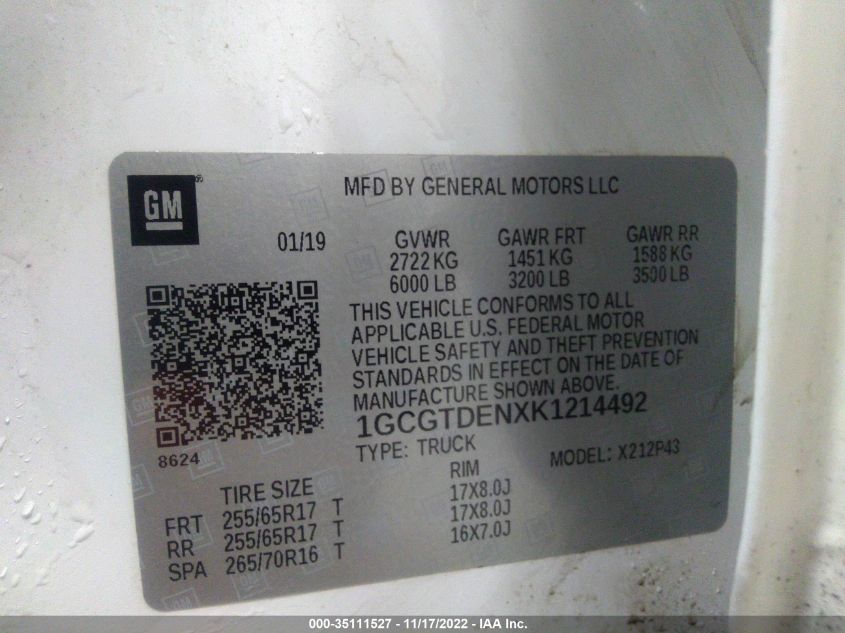 GM ®
MFD BY GENERAL MOTORS LLC
01/19 GVWR GAWR FRT GAWR RR
2722 KG 1451 KG 1588 KG
6000 LB 3200 LB 3500 LB
THIS VEHICLE CONFORMS TO ALL
APPLICABLE U.S. FEDERAL MOTOR
VEHICLE SAFETY AND THEFT PREVENTION
STANDARDS IN EFFECT ON THE DATE OF
MANUFACTURE SHOWN ABOVE.
1GCGTDENXK1214492
8624
TYPE: TRUCK MODEL: X212P43
TIRE SIZE RIM
FRT 255/65R17 T 17X8.0J
RR 255/65R17 T 17X8.0J
SPA 265/70R16 T 16X7.0J
000-35111527 - 11/17/2022 - IAA Inc.